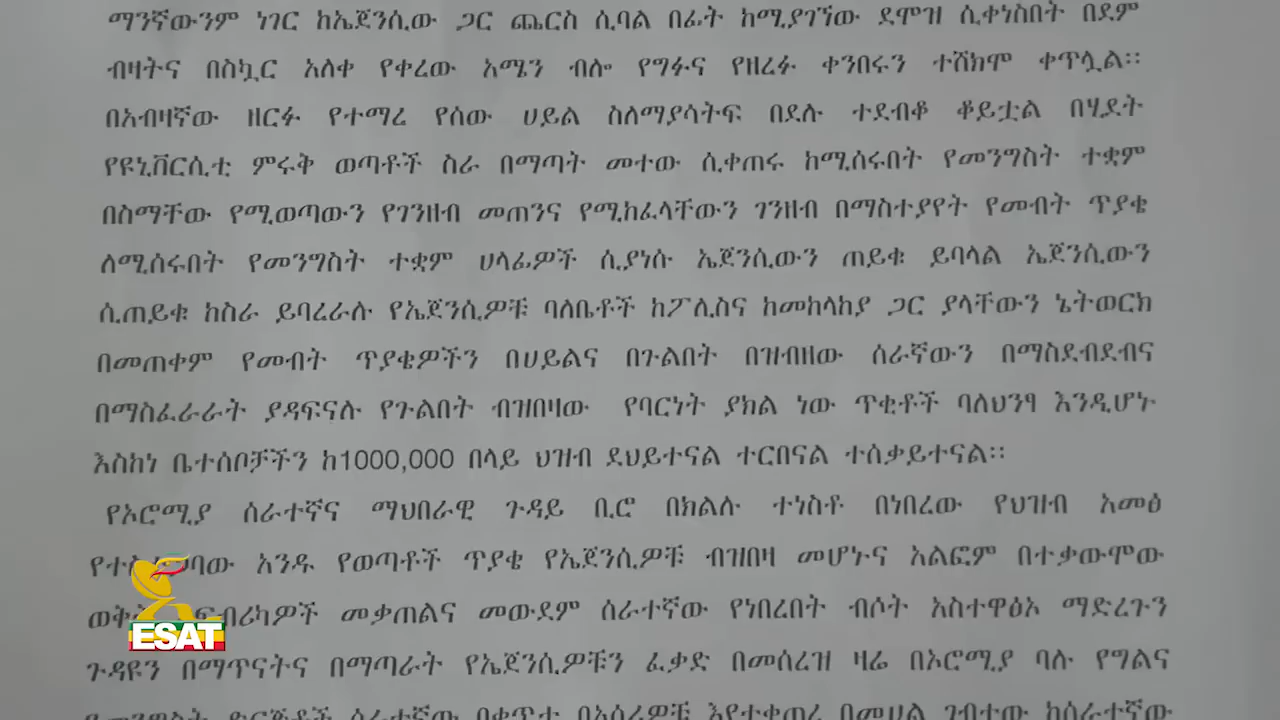 ማንኛውንም ነገር ከኤጀንሲው ጋር ጨርስ ሲባል በፊት ከሚያገኘው ደሞዝ ሲቀነስበት በደም
ብዛትና በስኳር አለቀ የቀረው አሜን ብሎ የግፉና የዘረፉ ቀንበሩን ተሸክሞ ቀጥሏል፡፡
በአብዛኛው ዘርፉ የተማረ የሰው ሀይል ስለማያሳትፍ በደሉ ተደብቆ ቆይቷል በሂደት
የዩኒቨርሲቲ ምሩቅ ወጣቶች ስራ በማጣት መተው ሲቀጠሩ ከሚሰሩበት የመንግስት ተቋም
በስማቸው የሚወጣውን የገንዘብ መጠንና የሚከፈላቸውን ገንዘብ በማስተያየት የመብት ጥያቄ
ለሚሰሩበት የመንግስት ተቋም ሀላፊዎች ሲያነሱ ኤጀንሲውን ጠይቁ ይባላል ኤጀንሲውን
ሲጠይቁ ከስራ ይባረራሉ የኤጀንሲዎቹ ባለቤቶች ከፖሊስና ከመከላከያ ጋር ያላቸውን ኔትወርክ
በመጠቀም የመብት ጥያቄዎችን በሀይልና በጉልበት በዝብዘው ሰራኛውን በማስደብደብና
በማስፈራራት ያዳፍናሉ የጉልበት ብዝበዛው የባርነት ያክል ነው ጥቂቶች ባለህንፃ እንዲሆኑ
እስከነ ቤተሰቦቻችን ከ1000,000 በላይ ህዝብ ደህይተናል ተርበናል ተሰቃይተናል፡፡
የኦሮሚያ ሰራተኛና ማህበራዊ ጉዳይ ቢሮ በክልሉ ተነስቶ በነበረው የህዝብ አመፅ
አንዱ የወጣቶች ጥያቄ የኤጀንሲዎቹ ብዝበዛ መሆኑና አልፎም በተቃውሞው
መቃጠልና መውደም ሰራተኛው የነበረበት ብሶት አስተዋፅኦ ማድረጉን
ጉዳዩን በማጥናትና በማጣራት የኤጀንሲዎቹን ፈቃድ በመሰረዝ ዛሬ በኦሮሚያ ባሉ የግልና
ESAT